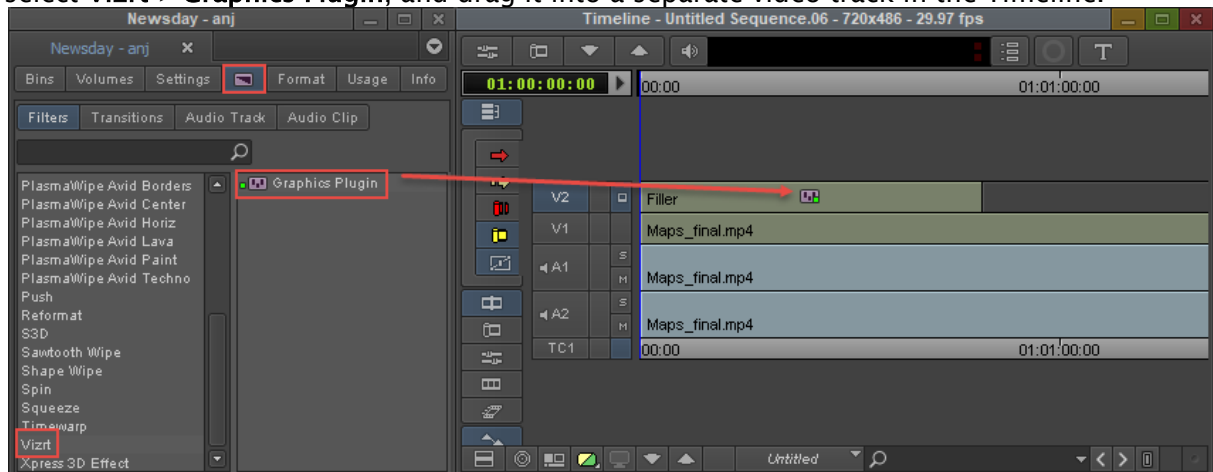 select Vizrt > Graphics Plugin, and drag it into a separate video track in the Timeline.
Newsday - anj
Newsday - anj
Bins Volumes Settings Format Usage Info
Filters Transitions Audio Track Audio Clip
PlasmaWipe Avid Borders
PlasmaWipe Avid Center
PlasmaWipe Avid Horiz
PlasmaWipe Avid Lava
PlasmaWipe Avid Paint
PlasmaWipe Avid Techno
Push
Reformat
S3D
Sawtooth Wipe
Shape Wipe
Spin
Squeeze
Timewarp
Vizrt
Xpress 3D Effect
Graphics Plugin
Timeline - Untitled Sequence.06 - 720x486 - 29.97 fps
T
01:00:00:00 00:00 01:01:00:00
V2 Filler
V1 Maps_final.mp4
A1 S M Maps_final.mp4
A2 S M Maps_final.mp4
TC1 00:00 01:01:00:00
Untitled